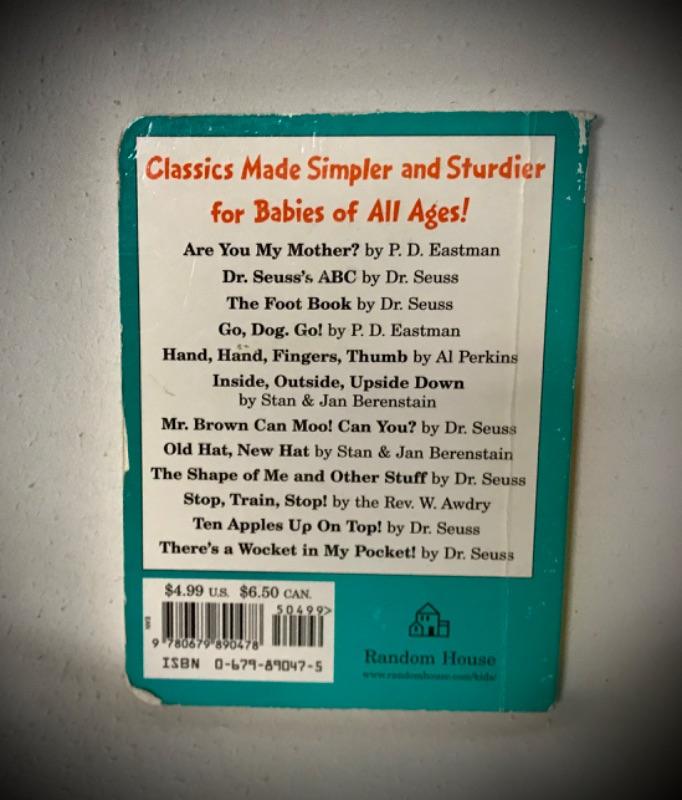 Classics Made Simpler and Sturdier
for Babies of All Ages!
Are You My Mother? by P. D. Eastman
Dr. Seuss's ABC by Dr. Seuss
The Foot Book by Dr. Seuss
Go, Dog. Go! by P. D. Eastman
Hand, Hand, Fingers, Thumb by Al Perkins
Inside, Outside, Upside Down
by Stan & Jan Berenstain
Mr. Brown Can Moo! Can You? by Dr. Seuss
Old Hat, New Hat by Stan & Jan Berenstain
The Shape of Me and Other Stuff by Dr. Seuss
Stop, Train, Stop! by the Rev. W. Awdry
Ten Apples Up On Top! by Dr. Seuss
There's a Wocket in My Pocket! by Dr. Seuss
$4.99 U.S. $6.50 CAN.
50499>
9 780679 890478
ISBN 0-679-89047-5
Random House
www.randomhouse.com/kids/